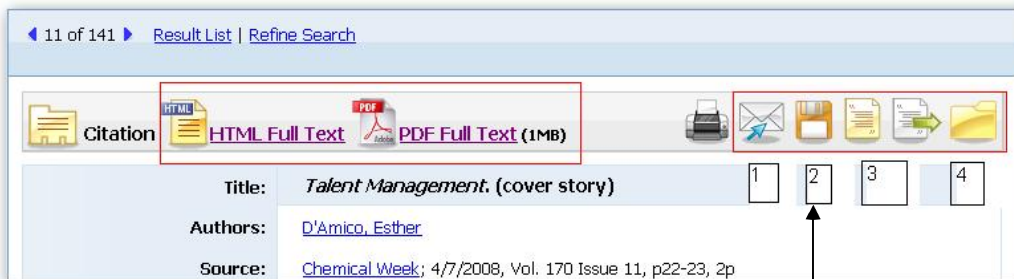 11 of 141 Result List | Refine Search
Citation HTML HTML Full Text PDF Adobe PDF Full Text (1MB)
Title: Talent Management. (cover story) 1 2 3 4
Authors: D'Amico, Esther
Source: Chemical Week; 4/7/2008, Vol. 170 Issue 11, p22-23, 2p